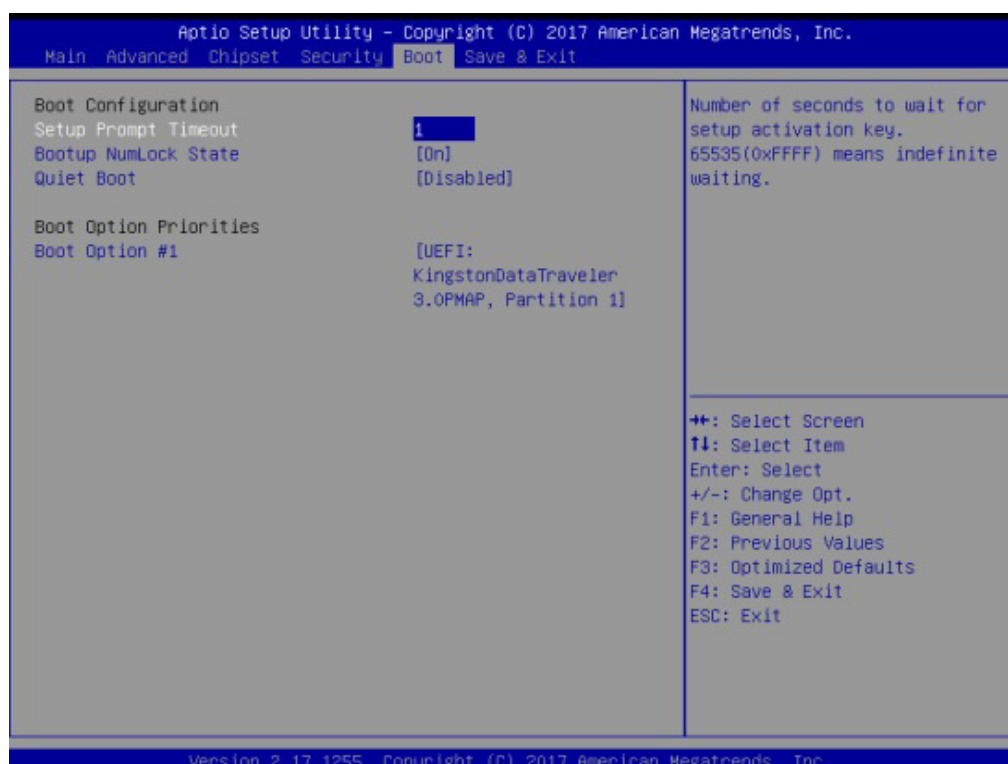 Aptio Setup Utility – Copyright (C) 2017 American Megatrends, Inc.
Main Advanced Chipset Security Boot Save & Exit
Boot Configuration
Setup Prompt Timeout 1
Bootup NumLock State [On]
Quiet Boot [Disabled]
Boot Option Priorities
Boot Option #1 [UEFI:
KingstonDataTraveler
3.0PMAP, Partition 1]
Number of seconds to wait for
setup activation key.
65535(0xFFFF) means indefinite
waiting.
→←: Select Screen
↑↓: Select Item
Enter: Select
+/-: Change Opt.
F1: General Help
F2: Previous Values
F3: Optimized Defaults
F4: Save & Exit
ESC: Exit
Version 2.17.1255. Copyright (C) 2017 American Megatrends, Inc.